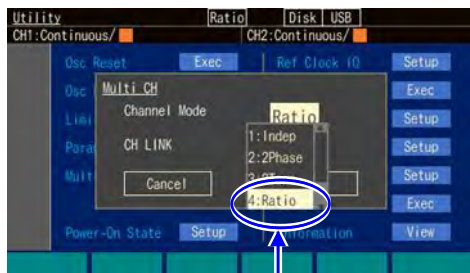 Utility Ratio Disk USB
CH1:Continuous/ CH2:Continuous/
Osc Reset Exec Ref Clock IO Setup
Osc Exec
Multi CH
Channel Mode Ratio
Limi Setup
1:Indep
Para CH LINK Setup
2:2Phase
Mult Setup
Cancel
4:Ratio
Exec
Power-On State Setup Information View